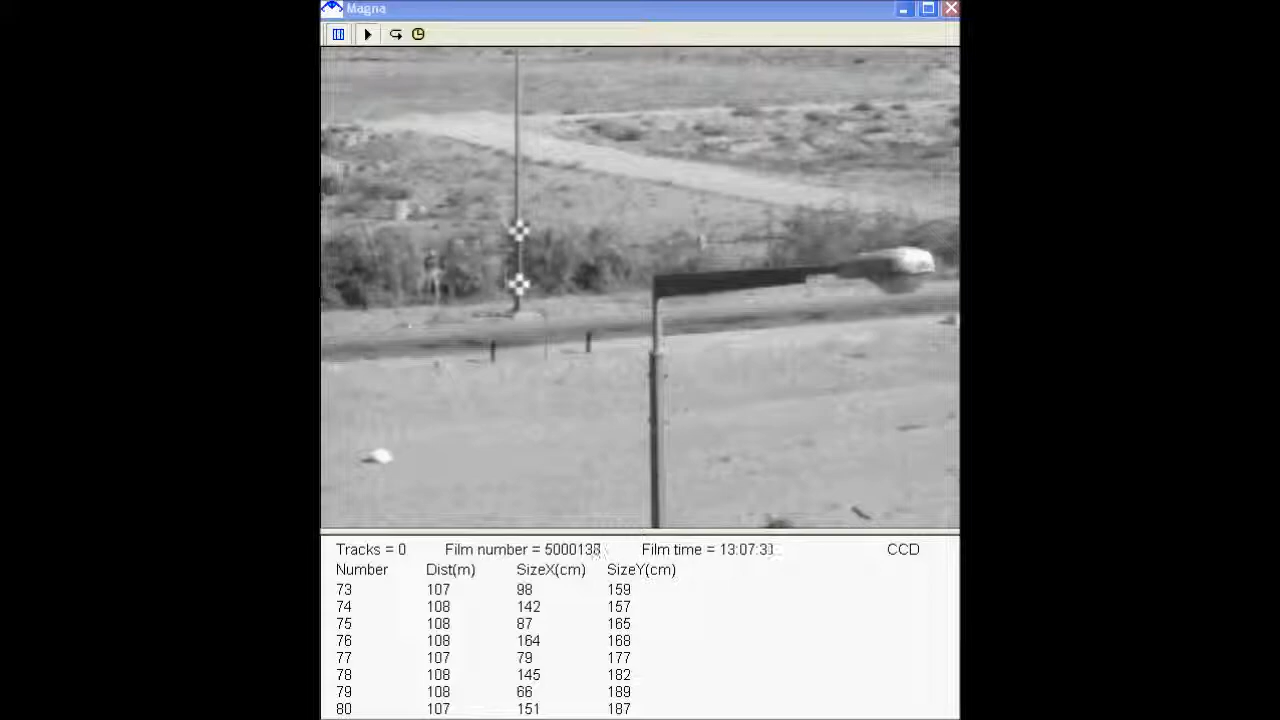 Magna
Tracks = 0 Film number = 5000138 Film time = 13:07:3
CCD
Number Dist(m) SizeX(cm) SizeY(cm)
73 107 98 159
74 108 142 157
75 108 87 165
76 108 164 168
77 107 79 177
78 108 145 182
79 108 66 189
80 107 151 187